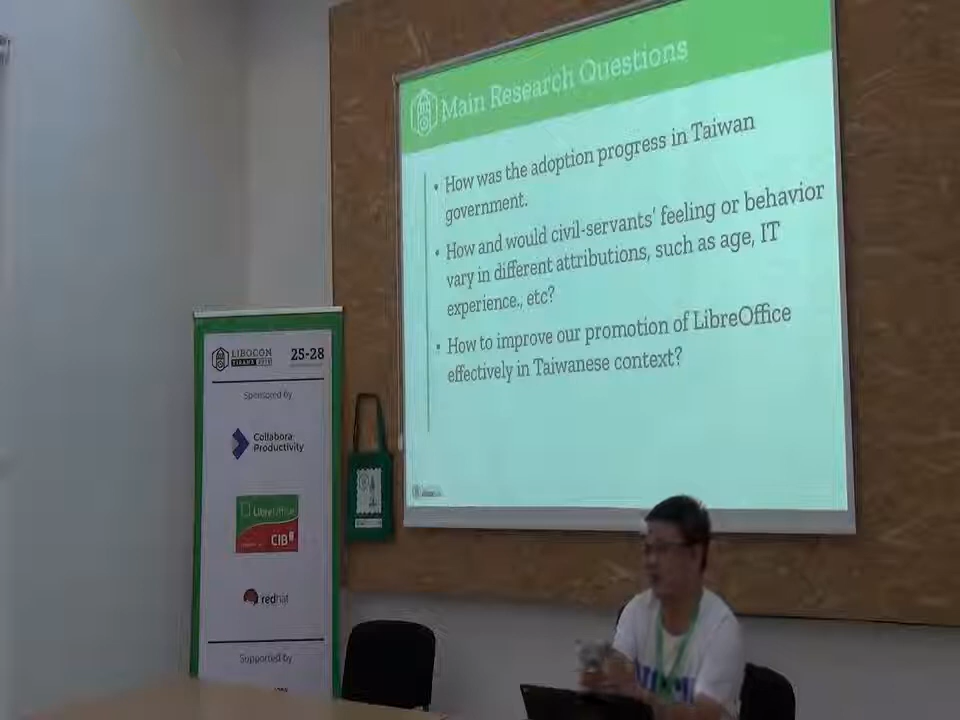 Main Research Questions
• How was the adoption progress in Taiwan
government.
• How and would civil-servants' feeling or behavior
vary in different attributions, such as age, IT
experience., etc?
• How to improve our promotion of LibreOffice
effectively in Taiwanese context?
LIBOCON
25-28
Sponsored by
Collabora
Productivity
LibreOffice
CIB
redhat
Supported by